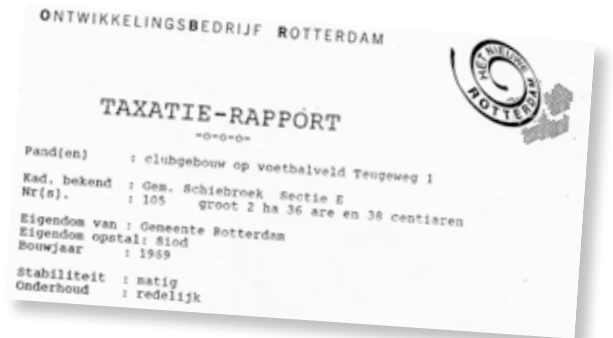 ONTWIKKELINGSBEDRIJF ROTTERDAM
HET NIEUWE
ROTTERDAM
TAXATIE-RAPPORT
-o-o-o-
Pand(en) : clubgebouw op voetbalveld Teugeweg 1
Kad. bekend : Gem. Schiebroek Sectie E
Nr(s). : 105 groot 2 ha 36 are en 38 centiaren
Eigendom van : Gemeente Rotterdam
Eigendom opstal: Siod
Bouwjaar : 1969
Stabiliteit : matig
Onderhoud : redelijk